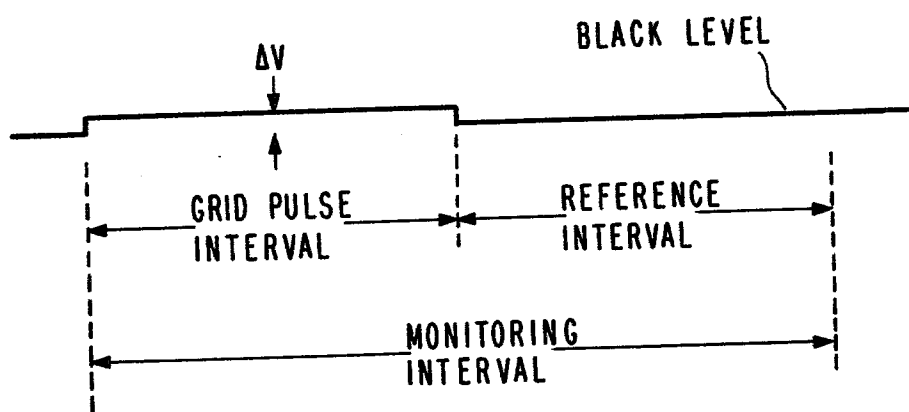 BLACK LEVEL
ΔV
GRID PULSE
INTERVAL
REFERENCE
INTERVAL
MONITORING
INTERVAL